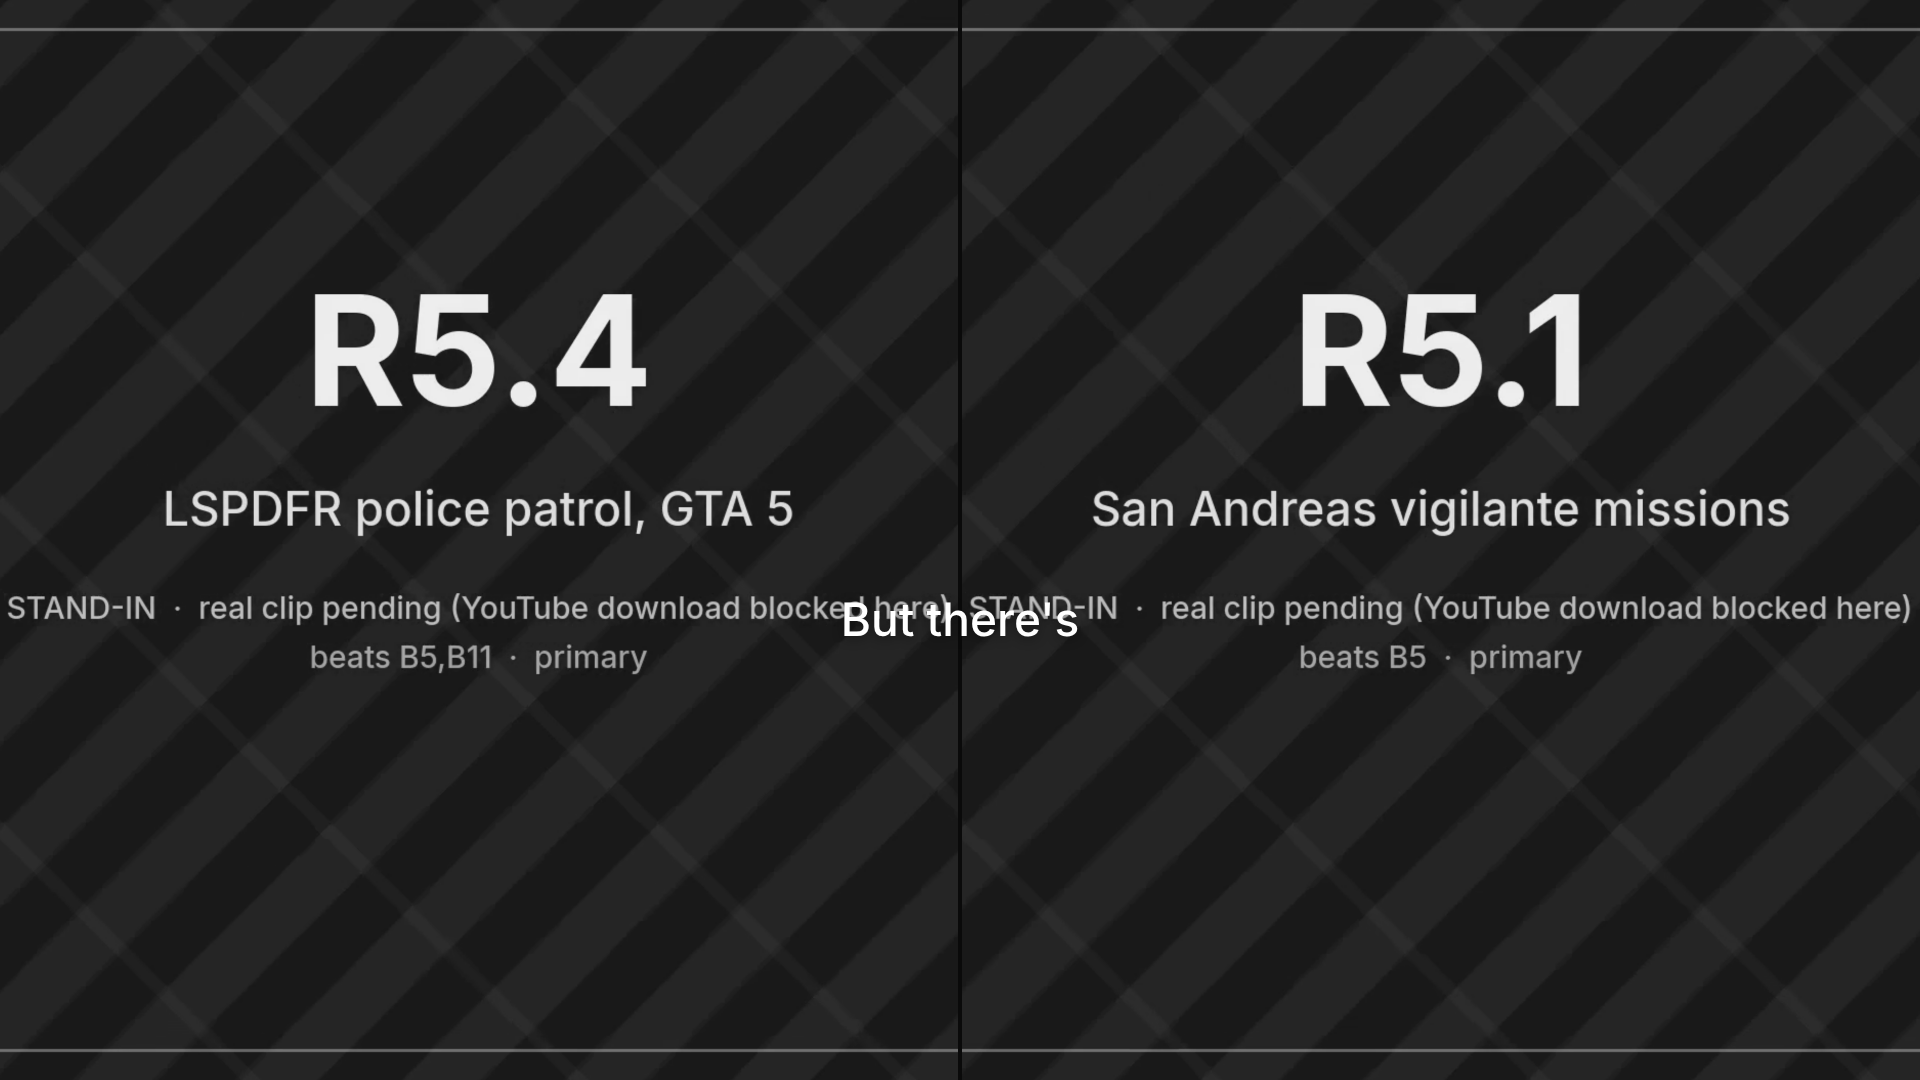 R5.4
LSPDFR police patrol, GTA 5
STAND-IN · real clip pending (YouTube download blocked here)
beats B5,B11 · primary
R5.1
San Andreas vigilante missions
STAND-IN · real clip pending (YouTube download blocked here)
beats B5 · primary
But there's